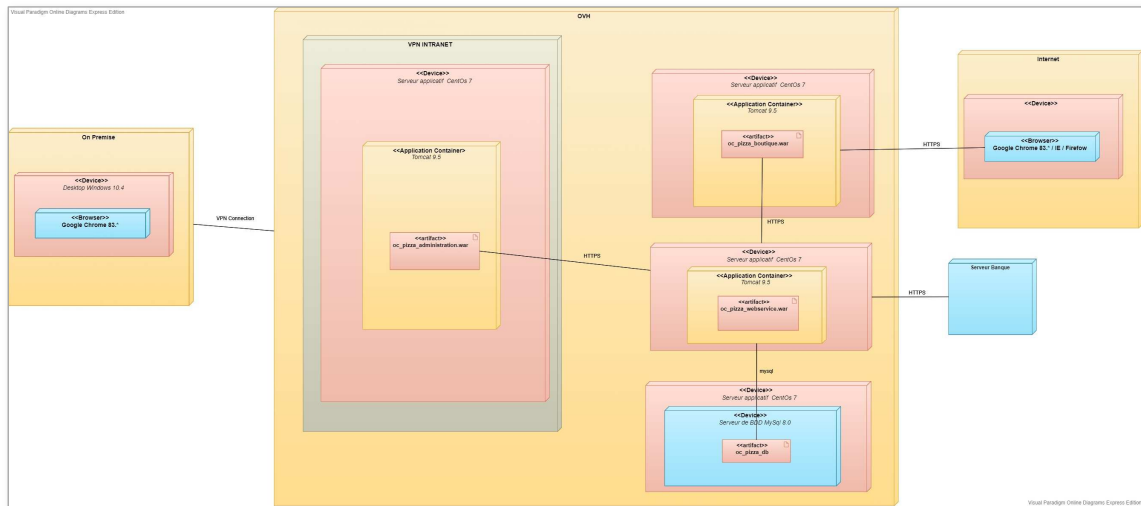 Visual Paradigm Online Diagrams Express Edition
OVH
VPN INTRANET
<<Device>>
Serveur applicatif CentOs 7
<<Application Container>
Tomcat 9.5
<<artifact>>
oc_pizza_administration.war
On Premise
<<Device>>
Desktop Windows 10.4
<<Browser>>
Google Chrome 83.*
VPN Connection
<<Device>>
Serveur applicatif CentOs 7
<<Application Container>>
Tomcat 9.5
<<artifact>>
oc_pizza_boutique.war
HTTPS
Internet
<<Device>>
<<Browser>>
Google Chrome 83.* / IE / Firefow
HTTPS
HTTPS
<<Device>>
Serveur applicatif CentOs 7
<<Application Container>>
Tomcat 9.5
<<artifact>>
oc_pizza_webservice.war
HTTPS
Serveur Banque
mysql
<<Device>>
Serveur applicatif CentOs 7
<<Device>>
Serveur de BDD MySql 8.0
<<artifact>>
oc_pizza_db
Visual Paradigm Online Diagrams Express Edition